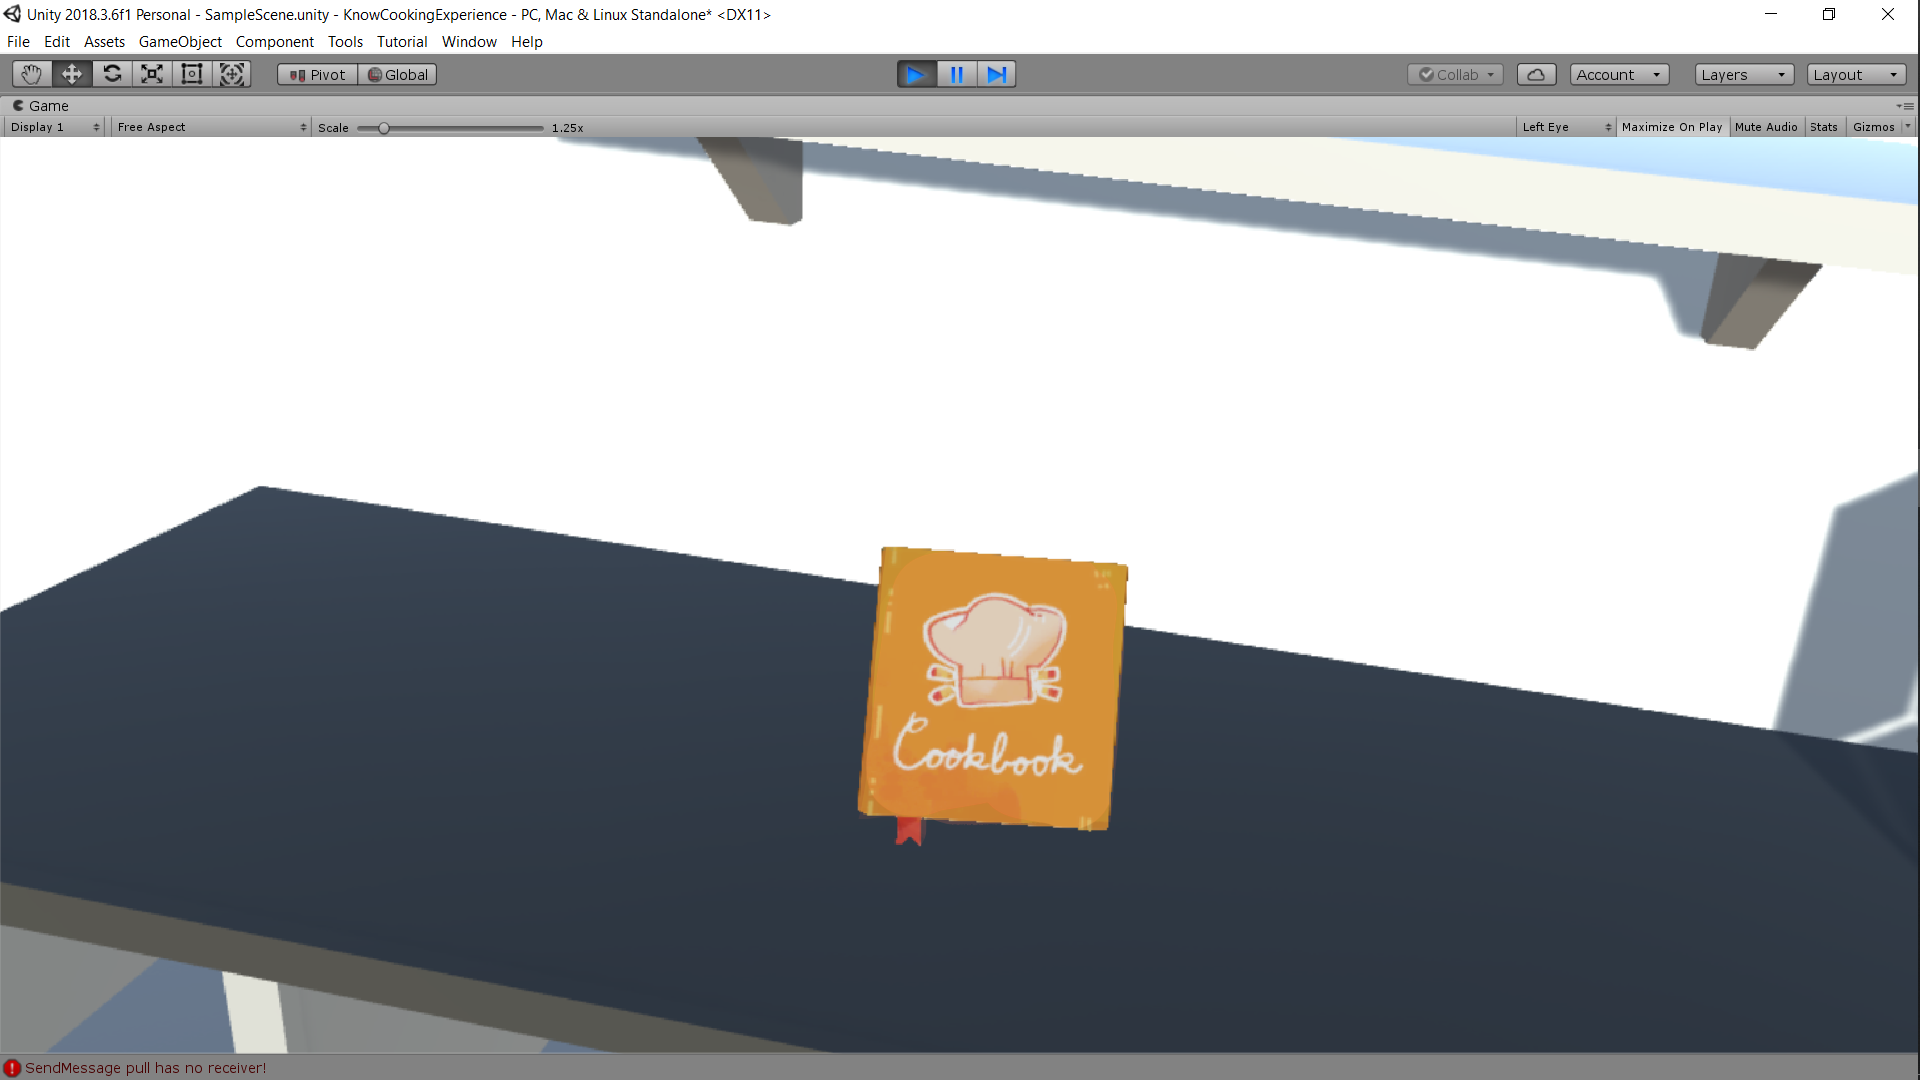 Unity 2018.3.6f1 Personal - SampleScene.unity - KnowCookingExperience - PC, Mac & Linux Standalone* <DX11>
File Edit Assets GameObject Component Tools Tutorial Window Help
Pivot Global Collab Account Layers Layout
Game
Display 1 Free Aspect Scale 1.25x Left Eye Maximize On Play Mute Audio Stats Gizmos
Cookbook
SendMessage pull has no receiver!